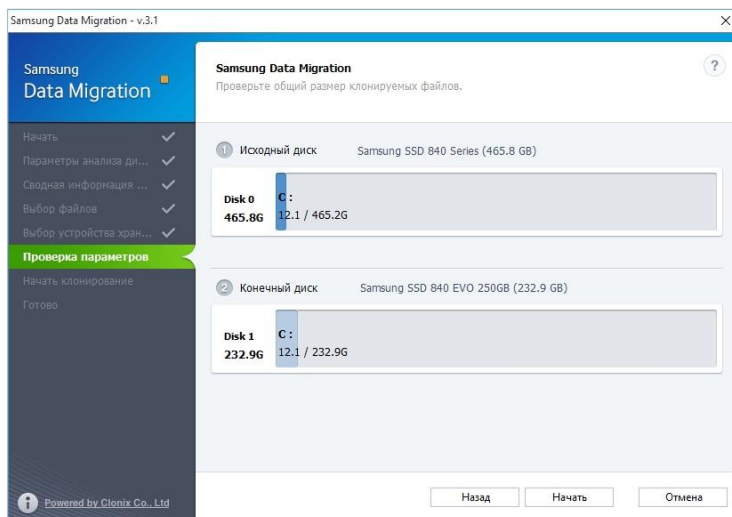 Samsung Data Migration - v.3.1
Samsung
Data Migration
Начать
Параметры анализа ди...
Сводная информация ...
Выбор файлов
Выбор устройства хран...
Проверка параметров
Начать клонирование
Готово
Powered by Clonix Co., Ltd
Samsung Data Migration
Проверьте общий размер клонируемых файлов.
?
1 Исходный диск Samsung SSD 840 Series (465.8 GB)
Disk 0
465.8G
C :
12.1 / 465.2G
2 Конечный диск Samsung SSD 840 EVO 250GB (232.9 GB)
Disk 1
232.9G
C :
12.1 / 232.9G
Назад Начать Отмена